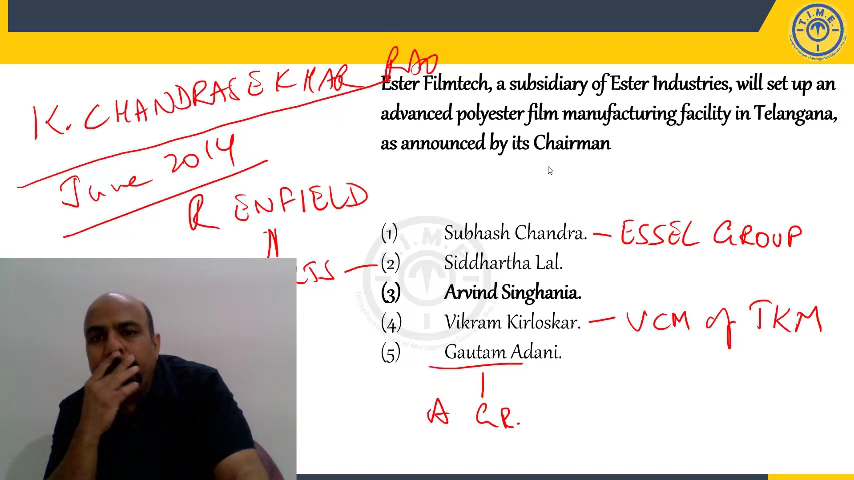 T.I.M.E.
K. CHANDRASEKHAR RAO
June 2014
R ENFIELD
Ester Filmtech, a subsidiary of Ester Industries, will set up an
advanced polyester film manufacturing facility in Telangana,
as announced by its Chairman
(1) Subhash Chandra. – ESSEL GROUP
(2) Siddhartha Lal.
(3) Arvind Singhania.
(4) Vikram Kirloskar. – VCM of TKM
(5) Gautam Adani.
A GR.